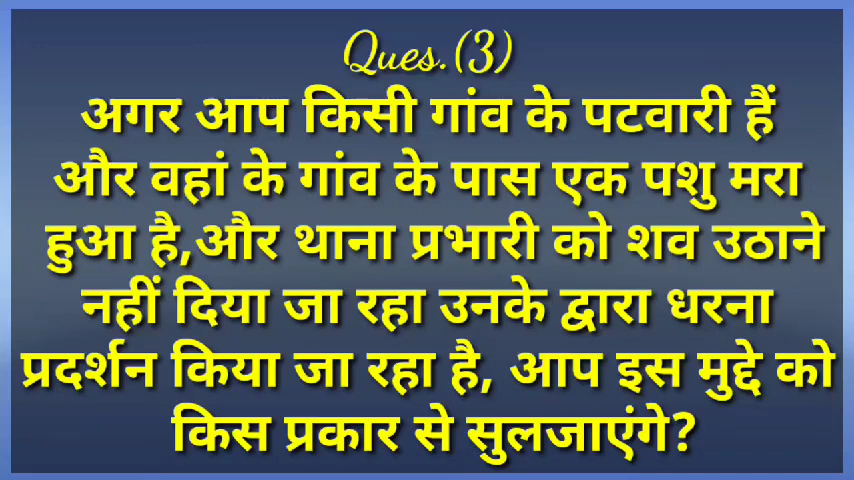 Ques.(3)
अगर आप किसी गांव के पटवारी हैं
और वहां के गांव के पास एक पशु मरा
हुआ है,और थाना प्रभारी को शव उठाने
नहीं दिया जा रहा उनके द्वारा धरना
प्रदर्शन किया जा रहा है, आप इस मुद्दे को
किस प्रकार से सुलजाएंगे?